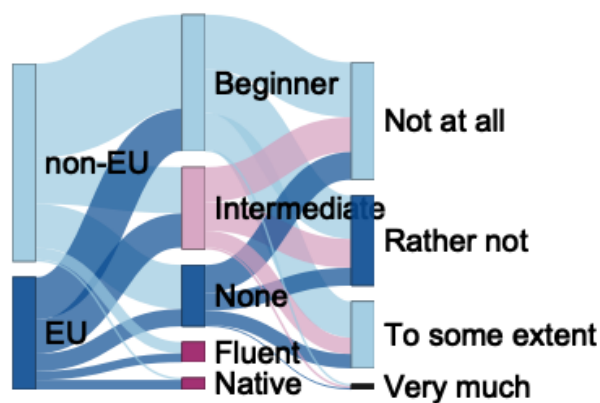 non-EU
EU
Beginner
Intermediate
None
Fluent
Native
Not at all
Rather not
To some extent
Very much